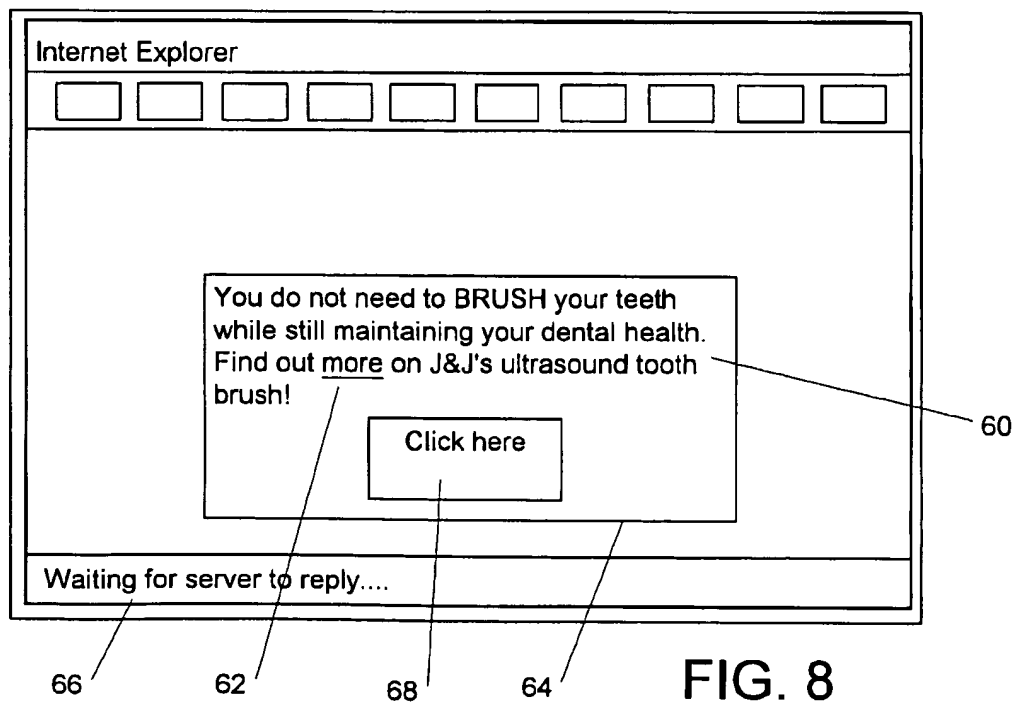 Internet Explorer
You do not need to BRUSH your teeth
while still maintaining your dental health.
Find out more on J&J's ultrasound tooth
brush!
Click here
60
Waiting for server to reply....
66
62
68
64
FIG. 8